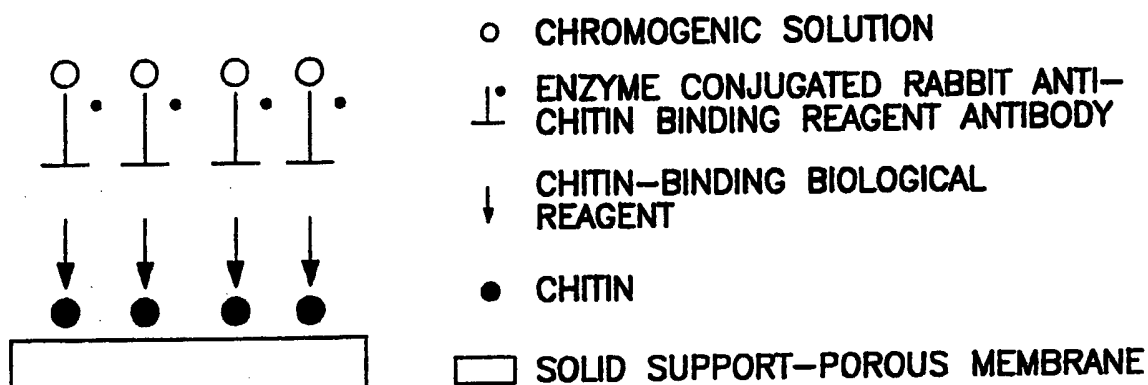 CHROMOGENIC SOLUTION
ENZYME CONJUGATED RABBIT ANTI–
CHITIN BINDING REAGENT ANTIBODY
CHITIN–BINDING BIOLOGICAL
REAGENT
CHITIN
SOLID SUPPORT–POROUS MEMBRANE